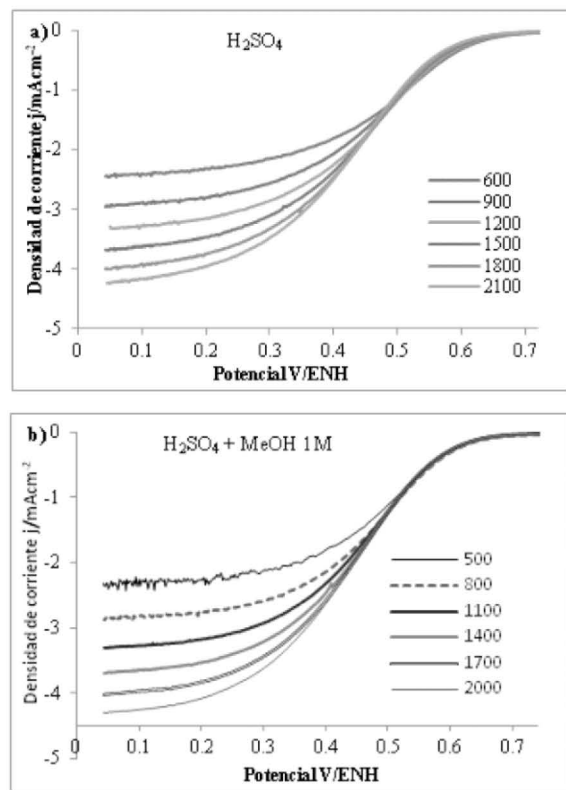 a)
H₂SO₄
0
-1
-2
-3
-4
-5
Densidad de corriente j/mAcm⁻²
600
900
1200
1500
1800
2100
0 0.1 0.2 0.3 0.4 0.5 0.6 0.7
Potencial V/ENH
b)
H₂SO₄ + MeOH 1M
0
-1
-2
-3
-4
-5
Densidad de corriente j/mAcm⁻²
500
800
1100
1400
1700
2000
0 0.1 0.2 0.3 0.4 0.5 0.6 0.7
Potencial V/ENH